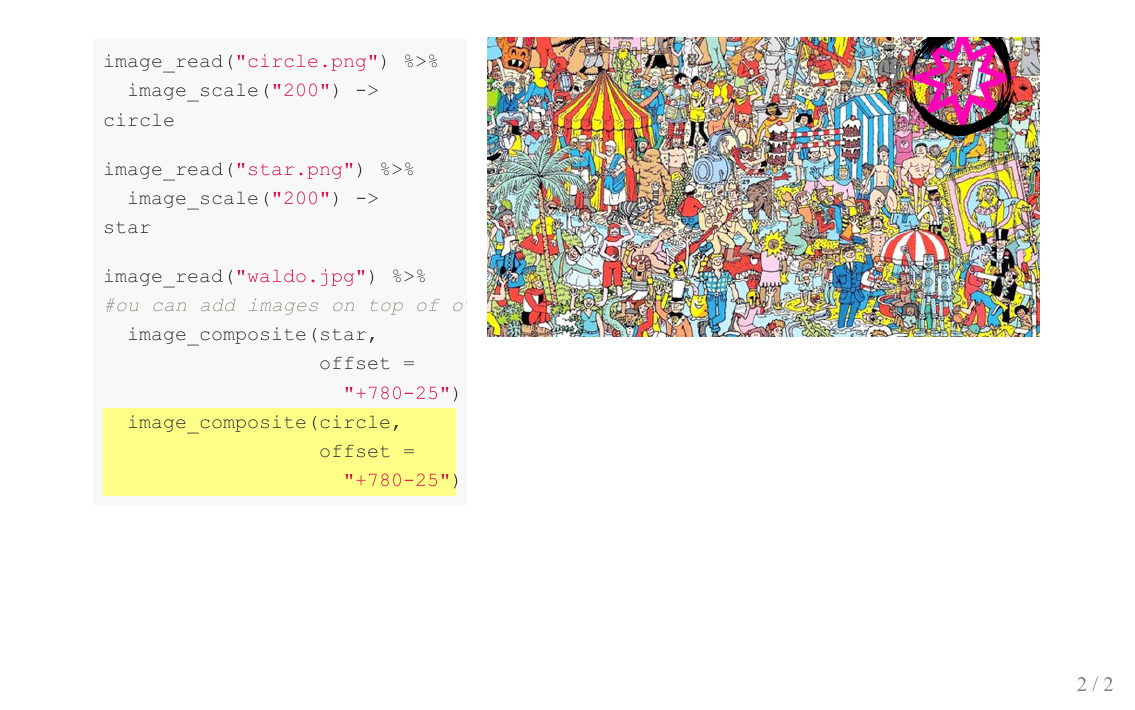 image_read("circle.png") %>%
  image_scale("200") ->
circle
image_read("star.png") %>%
  image_scale("200") ->
star
image_read("waldo.jpg") %>%
#ou can add images on top of o
  image_composite(star,
                  offset =
                    "+780-25")
  image_composite(circle,
                  offset =
                    "+780-25")
2 / 2